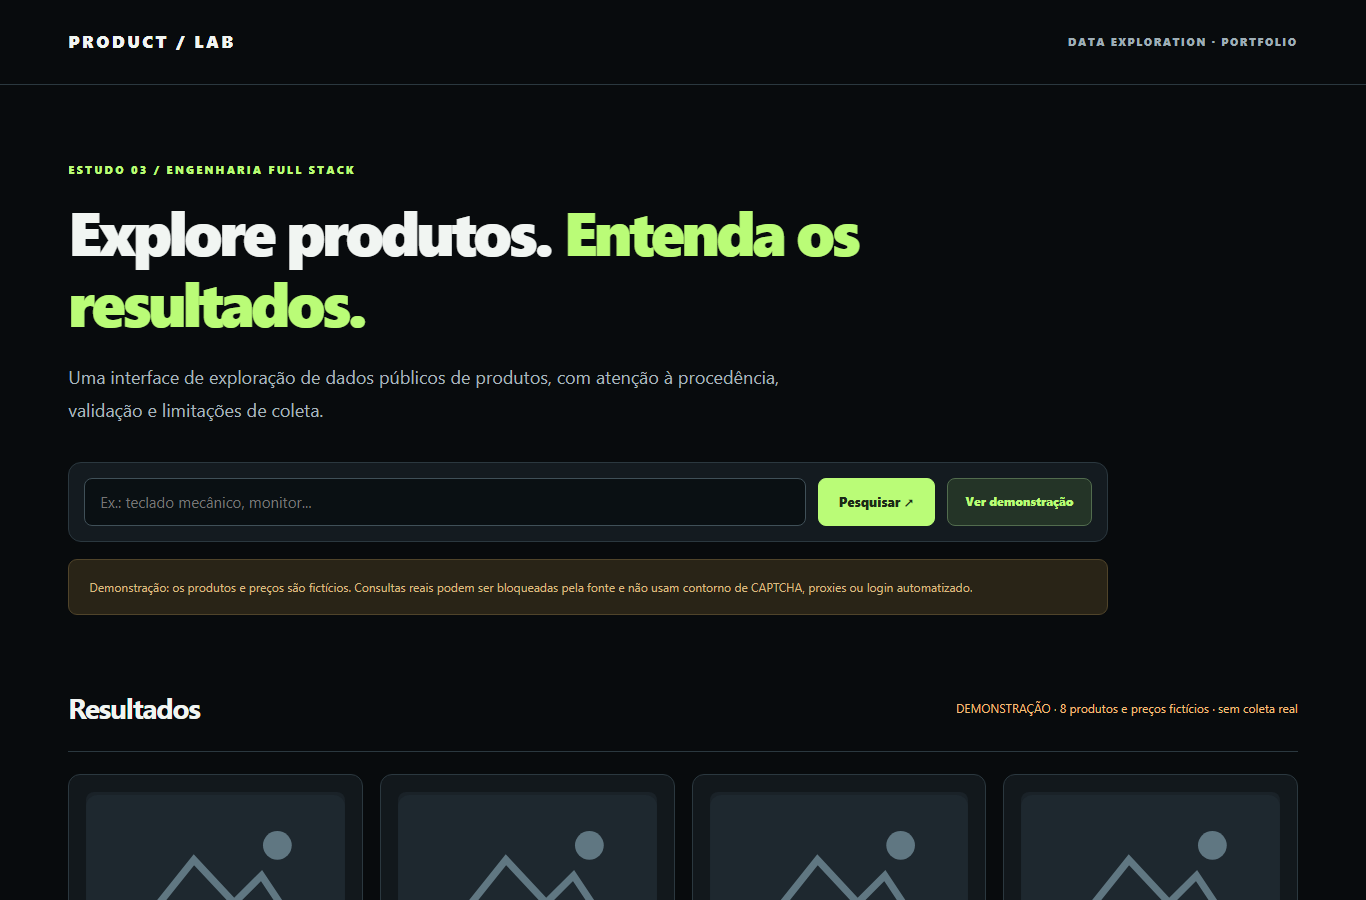 PRODUCT / LAB
DATA EXPLORATION · PORTFOLIO
ESTUDO 03 / ENGENHARIA FULL STACK
Explore produtos. Entenda os
resultados.
Uma interface de exploração de dados públicos de produtos, com atenção à procedência,
validação e limitações de coleta.
Ex.: teclado mecânico, monitor...
Pesquisar ↗
Ver demonstração
Demonstração: os produtos e preços são fictícios. Consultas reais podem ser bloqueadas pela fonte e não usam contorno de CAPTCHA, proxies ou login automatizado.
Resultados
DEMONSTRAÇÃO · 8 produtos e preços fictícios · sem coleta real